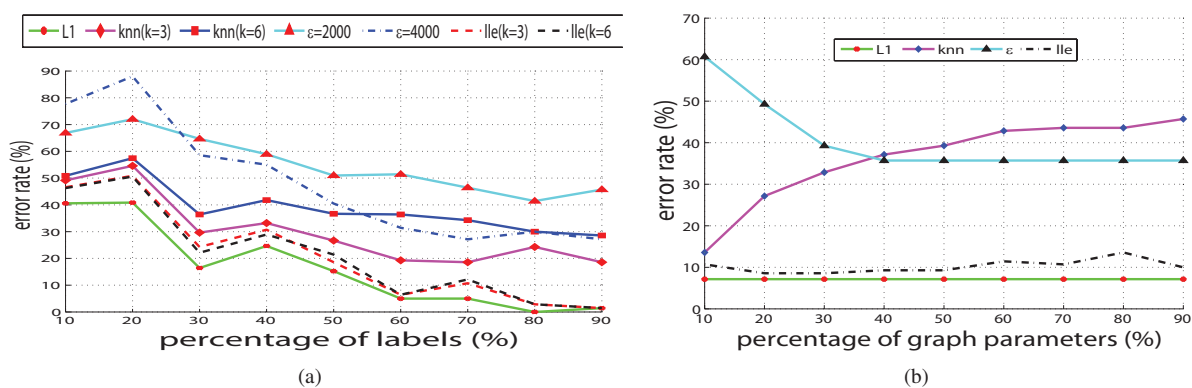 L1 knn(k=3) knn(k=6) ε=2000 ε=4000 lle(k=3) lle(k=6
90
80
70
60
50
40
30
20
10
0
error rate (%)
10 20 30 40 50 60 70 80 90
percentage of labels (%)
(a)
70
60
50
40
30
20
10
0
error rate (%)
L1 knn ε lle
10 20 30 40 50 60 70 80 90
percentage of graph parameters (%)
(b)